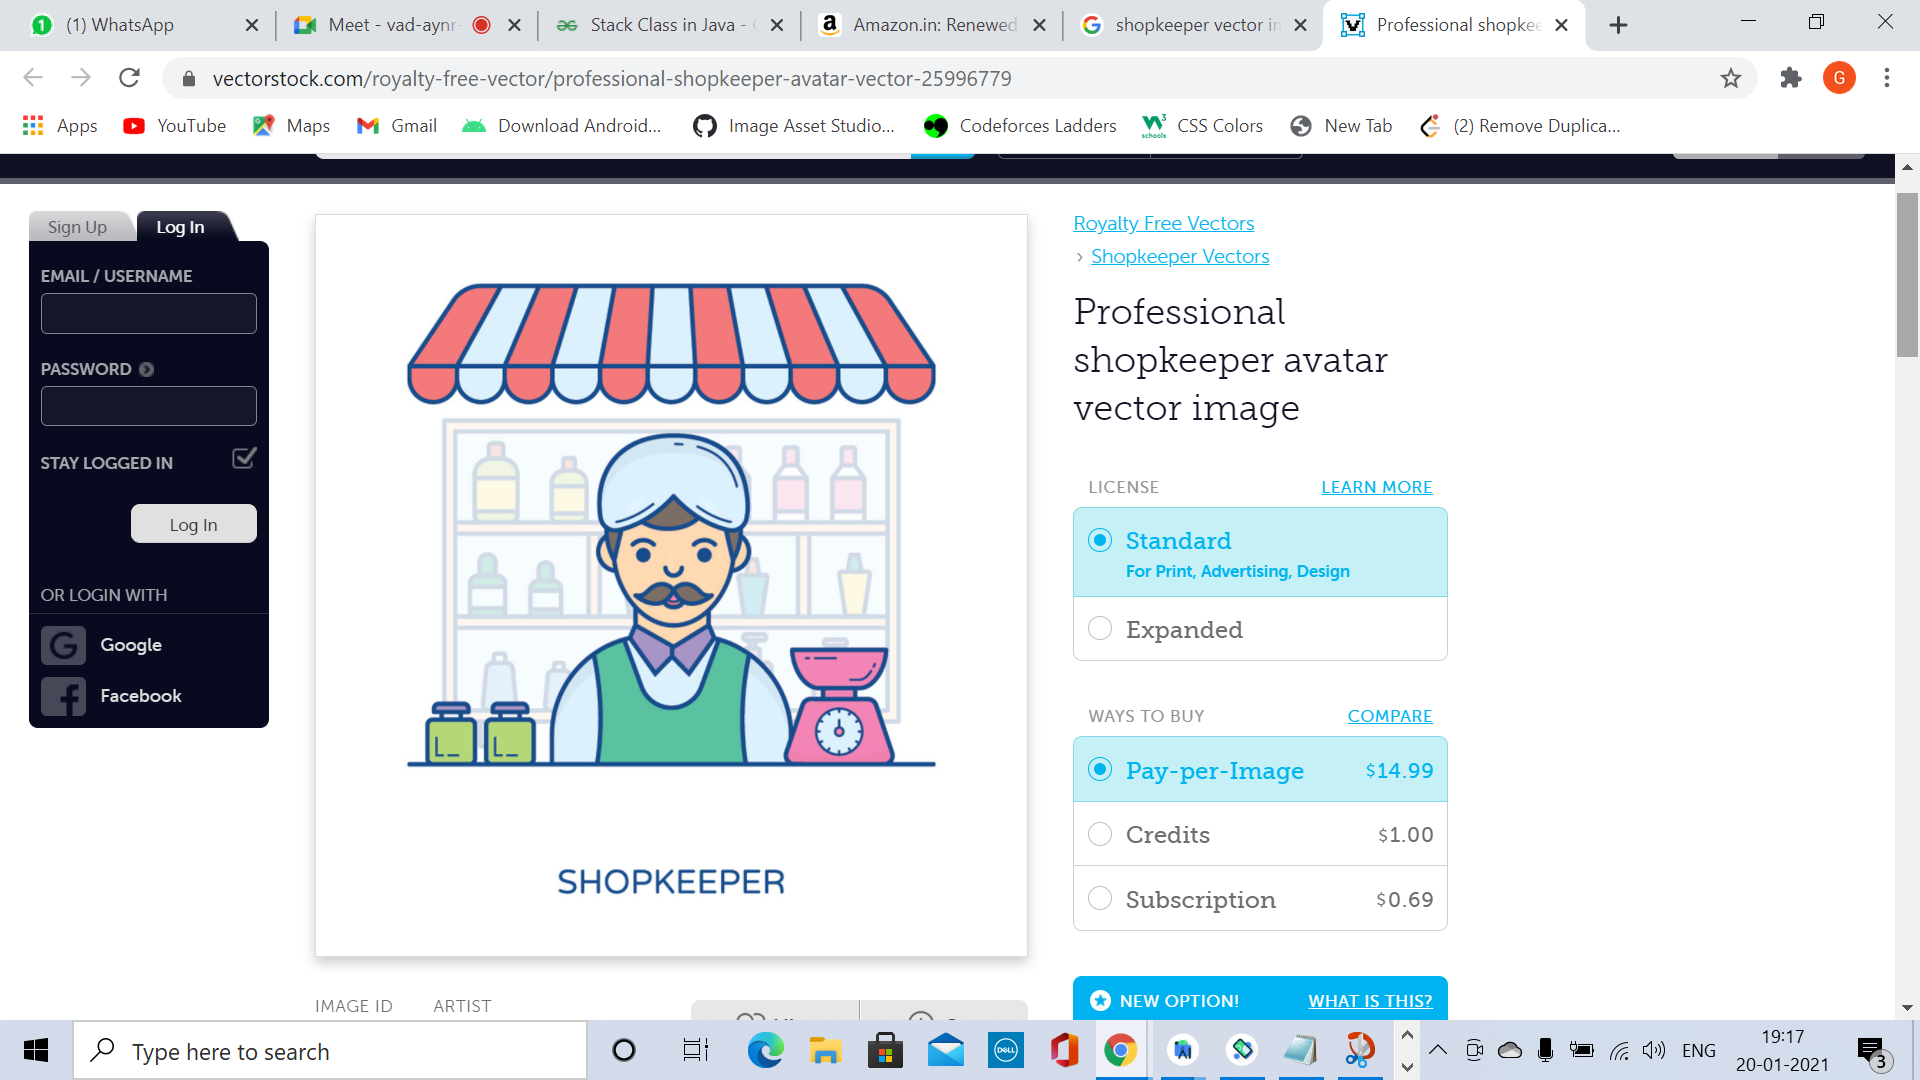 (1) WhatsApp
Meet - vad-aynr-
Stack Class in Java -
Amazon.in: Renewed
shopkeeper vector in
Professional shopkee
vectorstock.com/royalty-free-vector/professional-shopkeeper-avatar-vector-25996779
G
Apps
YouTube
Maps
Gmail
Download Android...
Image Asset Studio...
Codeforces Ladders
CSS Colors
New Tab
(2) Remove Duplica...
Sign Up
Log In
EMAIL / USERNAME
PASSWORD
STAY LOGGED IN
Log In
OR LOGIN WITH
Google
Facebook
SHOPKEEPER
IMAGE ID
ARTIST
Royalty Free Vectors
› Shopkeeper Vectors
Professional
shopkeeper avatar
vector image
LICENSE
LEARN MORE
Standard
For Print, Advertising, Design
Expanded
WAYS TO BUY
COMPARE
Pay-per-Image $14.99
Credits $1.00
Subscription $0.69
NEW OPTION!
WHAT IS THIS?
Type here to search
DELL
ENG
19:17
20-01-2021
3